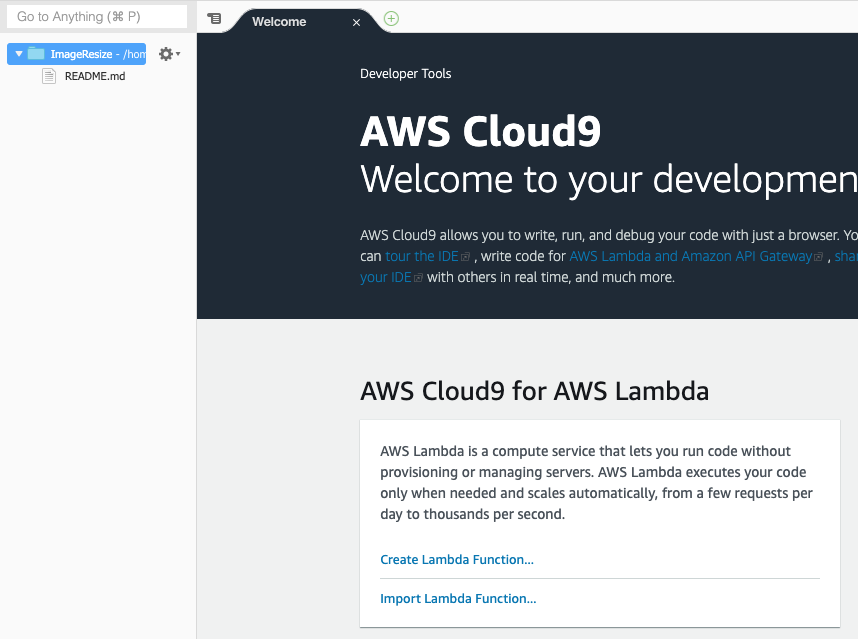 Go to Anything (⌘ P)
Welcome
ImageResize - /hom
README.md
Developer Tools
AWS Cloud9
Welcome to your developmen
AWS Cloud9 allows you to write, run, and debug your code with just a browser. Yo
can tour the IDE , write code for AWS Lambda and Amazon API Gateway , shar
your IDE with others in real time, and much more.
AWS Cloud9 for AWS Lambda
AWS Lambda is a compute service that lets you run code without
provisioning or managing servers. AWS Lambda executes your code
only when needed and scales automatically, from a few requests per
day to thousands per second.
Create Lambda Function...
Import Lambda Function...